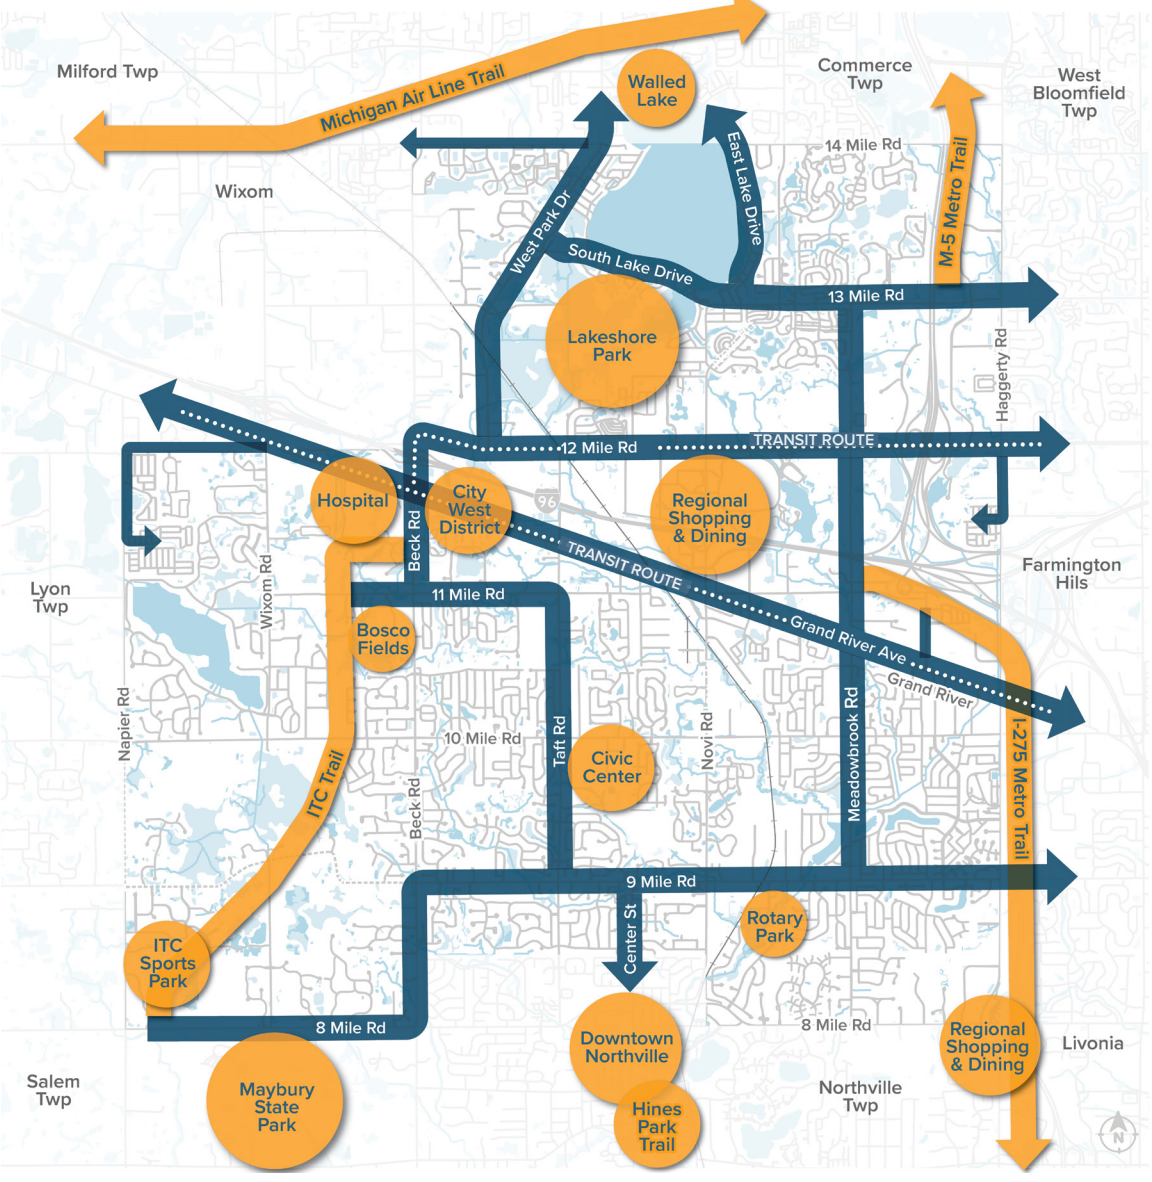 Milford Twp
Michigan Air Line Trail
Walled
Lake
Commerce
Twp
West
Bloomfield
Twp
14 Mile Rd
Wixom
West Park Dr
East Lake Drive
M-5 Metro Trail
South Lake Drive
13 Mile Rd
Lakeshore
Park
Haggerty Rd
12 Mile Rd
TRANSIT ROUTE
Hospital
City
West
District
96
Regional
Shopping
& Dining
Beck Rd
TRANSIT ROUTE
Lyon
Twp
Wixom Rd
11 Mile Rd
Farmington
Hills
Bosco
Fields
Grand River Ave
Grand River
Napier Rd
10 Mile Rd
Taft Rd
Civic
Center
Novi Rd
Meadowbrook Rd
I-275 Metro Trail
ITC Trail
Beck Rd
9 Mile Rd
Center St
Rotary
Park
ITC
Sports
Park
8 Mile Rd
Downtown
Northville
8 Mile Rd
Regional
Shopping
& Dining
Livonia
Salem
Twp
Maybury
State
Park
Hines
Park
Trail
Northville
Twp
N